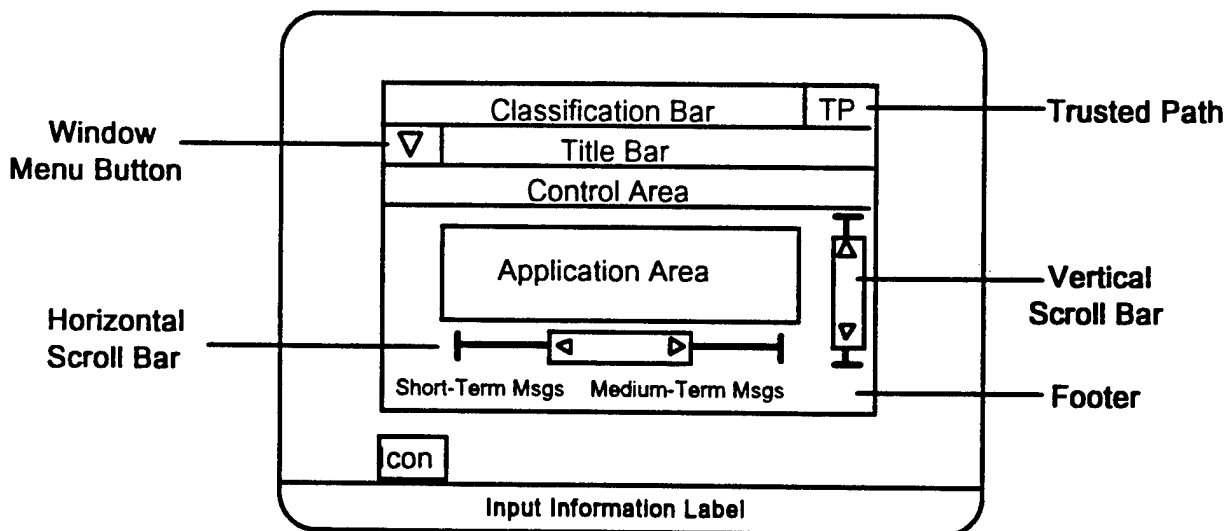 Classification Bar
TP
Trusted Path
Window
Menu Button
Title Bar
Control Area
Application Area
Vertical
Scroll Bar
Horizontal
Scroll Bar
Short-Term Msgs
Medium-Term Msgs
Footer
Icon
Input Information Label